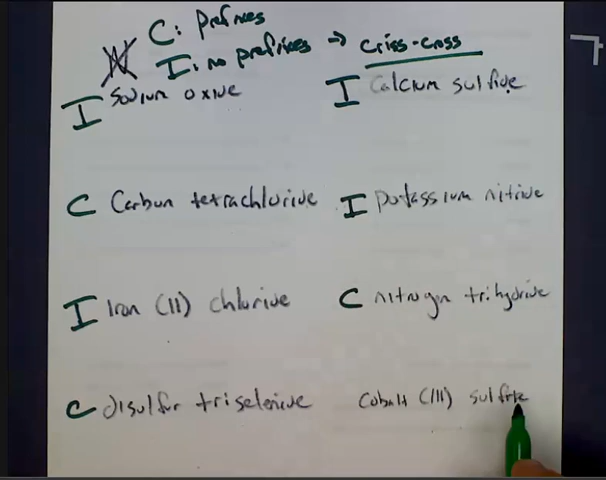 C: Prefixes
I: no prefixes → criss-cross
I Sodium oxide
I Calcium sulfide
C Carbon tetrachloride
I Potassium nitride
I Iron (II) chloride
C nitrogen trihydride
C disulfur triselenide
Cobalt (III)